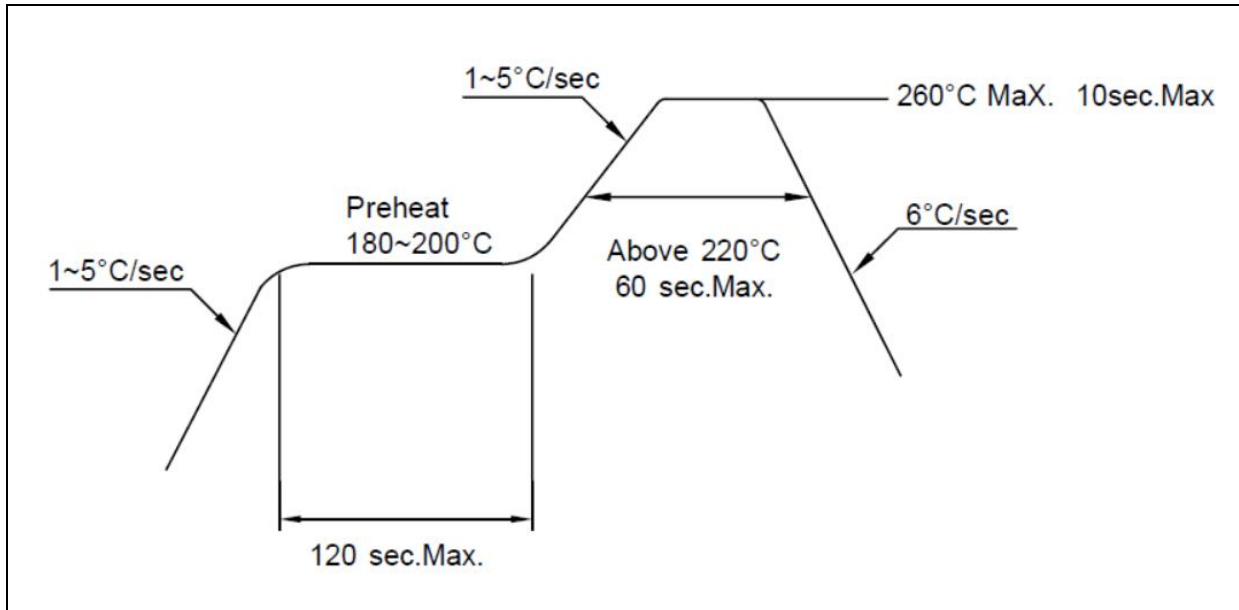 1~5°C/sec
260°C MaX. 10sec.Max
Preheat
180~200°C
6°C/sec
Above 220°C
60 sec.Max.
1~5°C/sec
120 sec.Max.